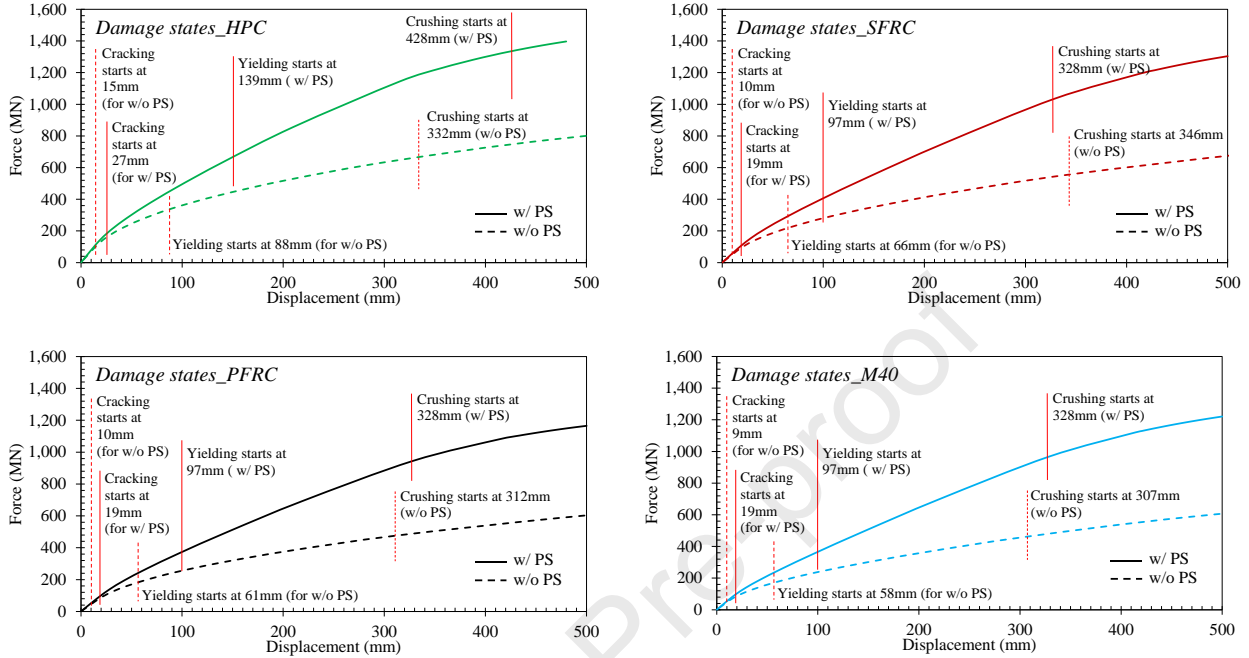 Damage states_HPC
1,600
1,400
1,200
1,000
800
600
400
200
0
Force (MN)
Cracking
starts at
15mm
(for w/o PS)
Cracking
starts at
27mm
(for w/ PS)
Yielding starts at
139mm ( w/ PS)
Crushing starts at
428mm (w/ PS)
Crushing starts at
332mm (w/o PS)
Yielding starts at 88mm (for w/o PS)
w/ PS
w/o PS
0 100 200 300 400 500
Displacement (mm)
Damage states_SFRC
1,600
1,400
1,200
1,000
800
600
400
200
0
Force (MN)
Cracking
starts at
10mm
(for w/o PS)
Cracking
starts at
19mm
(for w/ PS)
Yielding starts at
97mm ( w/ PS)
Crushing starts at
328mm (w/ PS)
Crushing starts at 346mm
(w/o PS)
Yielding starts at 66mm (for w/o PS)
w/ PS
w/o PS
0 100 200 300 400 500
Displacement (mm)
Damage states_PFRC
1,600
1,400
1,200
1,000
800
600
400
200
0
Force (MN)
Cracking
starts at
10mm
(for w/o PS)
Cracking
starts at
19mm
(for w/ PS)
Yielding starts at
97mm ( w/ PS)
Crushing starts at
328mm (w/ PS)
Crushing starts at 312mm
(w/o PS)
Yielding starts at 61mm (for w/o PS)
w/ PS
w/o PS
0 100 200 300 400 500
Displacement (mm)
Damage states_M40
1,600
1,400
1,200
1,000
800
600
400
200
0
Force (MN)
Cracking
starts at
9mm
(for w/o PS)
Cracking
starts at
19mm
(for w/ PS)
Yielding starts at
97mm ( w/ PS)
Crushing starts at
328mm (w/ PS)
Crushing starts at 307mm
(w/o PS)
Yielding starts at 58mm (for w/o PS)
w/ PS
w/o PS
0 100 200 300 400 500
Displacement (mm)
Pre-proof